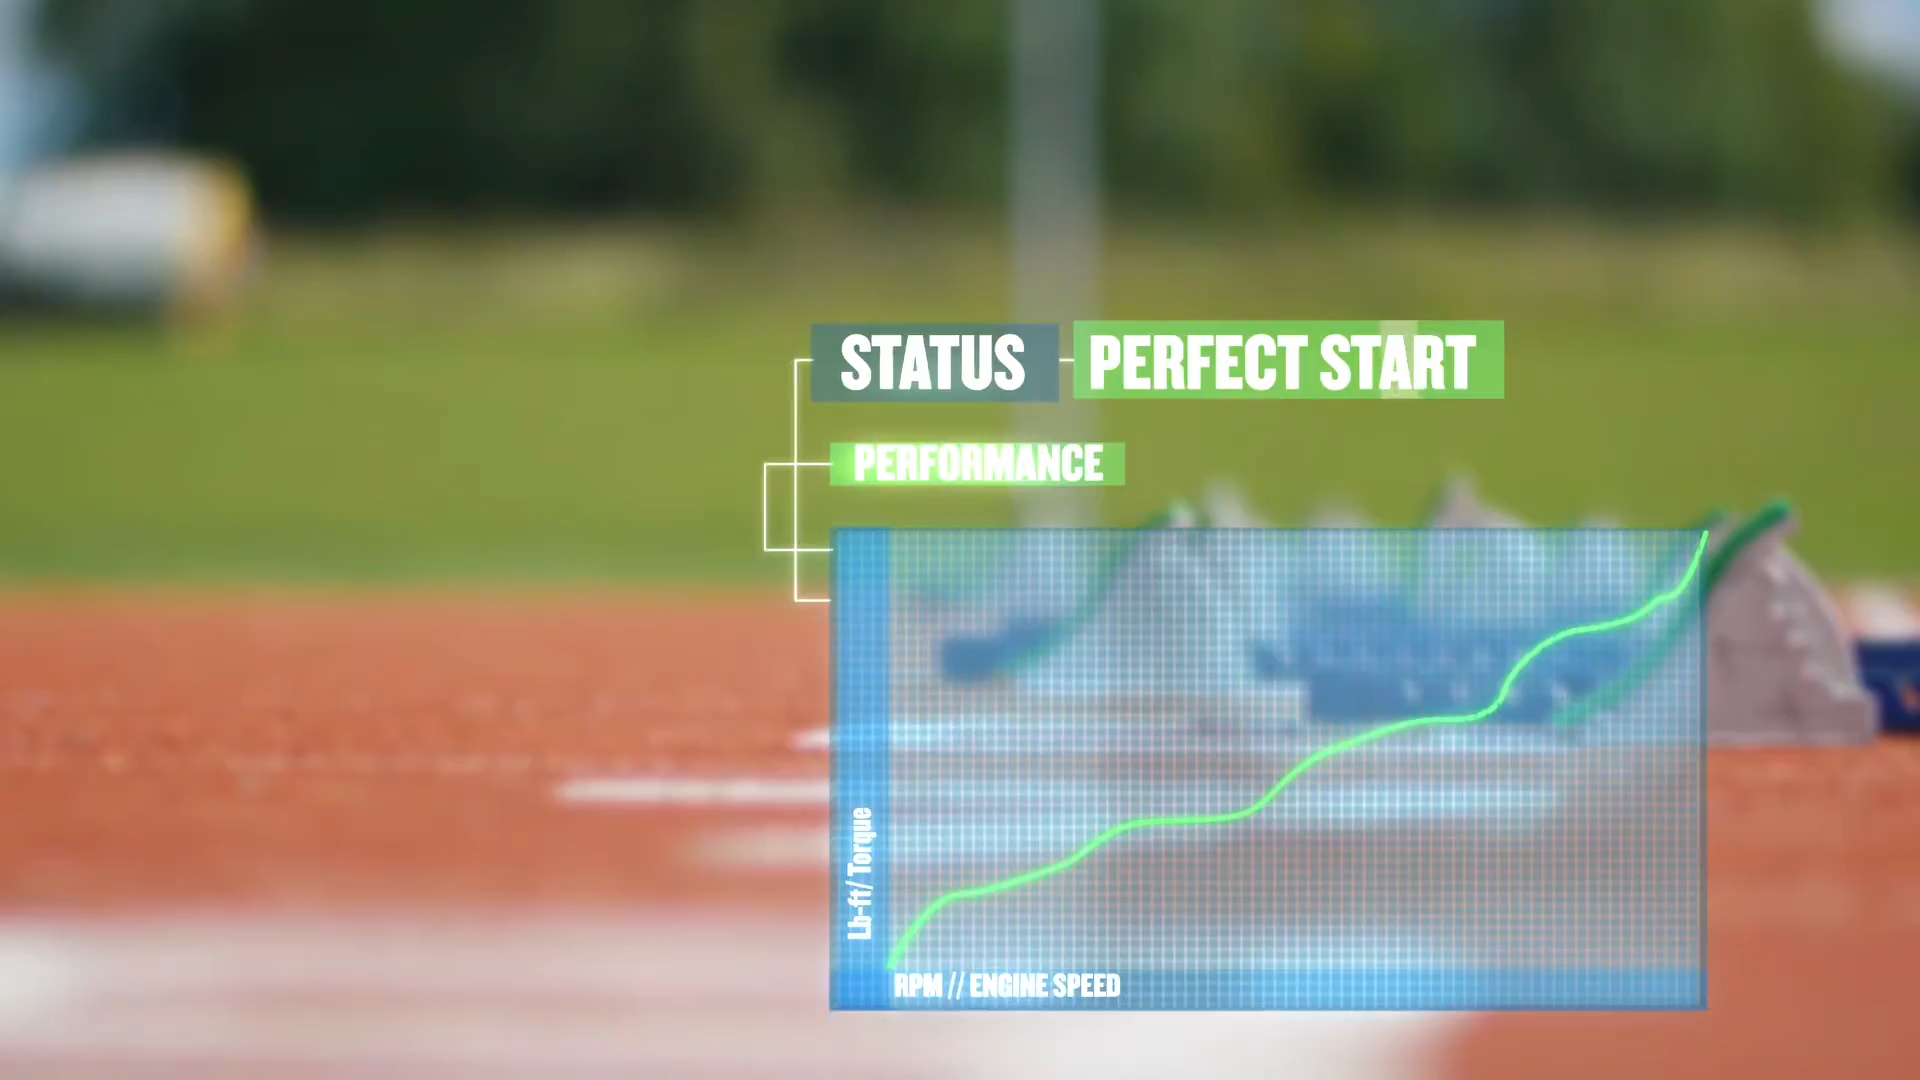 STATUS PERFECT START
PERFORMANCE
Lb-ft/Torque
RPM // ENGINE SPEED